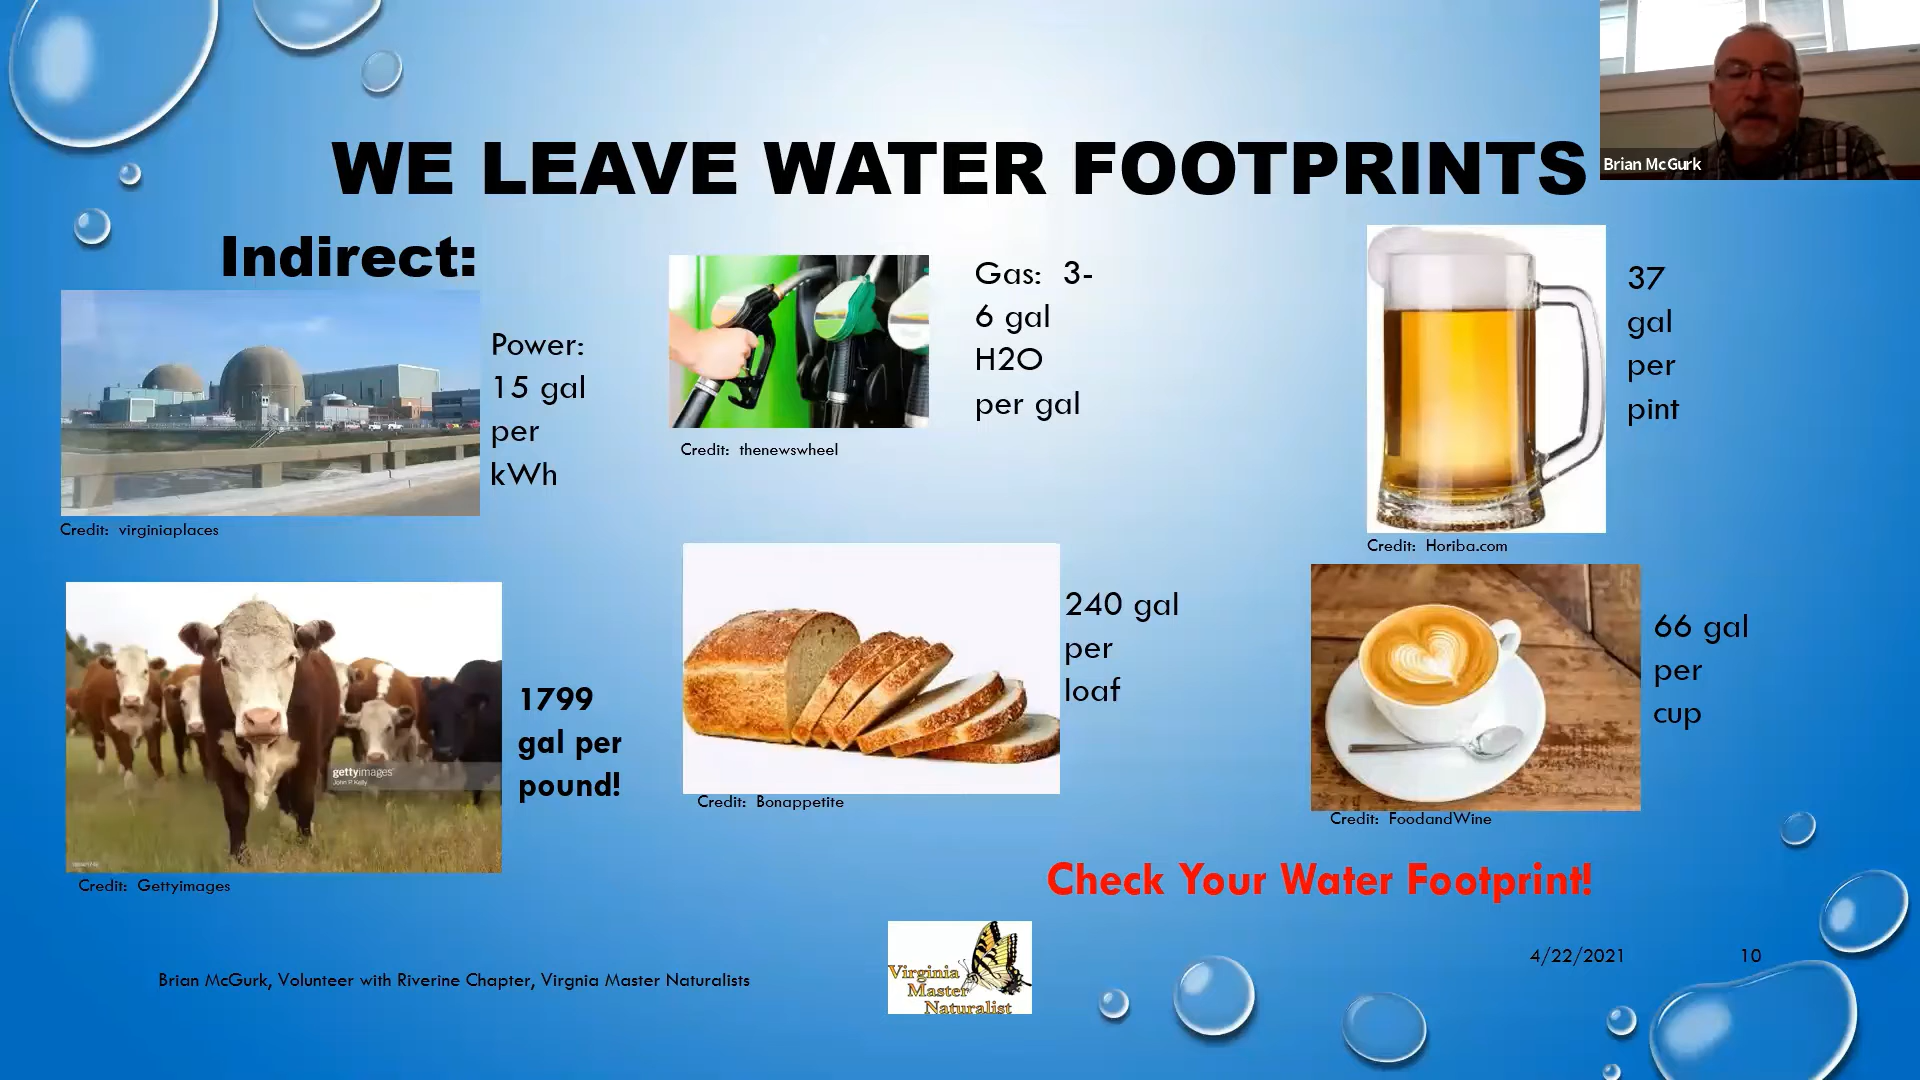 WE LEAVE WATER FOOTPRINTS
Brian McGurk
Indirect:
Power:
15 gal
per
kWh
Credit: virginiaplaces
Gas: 3-
6 gal
H2O
per gal
Credit: thenewswheel
37
gal
per
pint
Credit: Horiba.com
1799
gal per
pound!
gettyimages
John P Kelly
Credit: Gettyimages
240 gal
per
loaf
Credit: Bonappetite
66 gal
per
cup
Credit: FoodandWine
Check Your Water Footprint!
Brian McGurk, Volunteer with Riverine Chapter, Virgnia Master Naturalists
Virginia
Master
Naturalist
4/22/2021
10